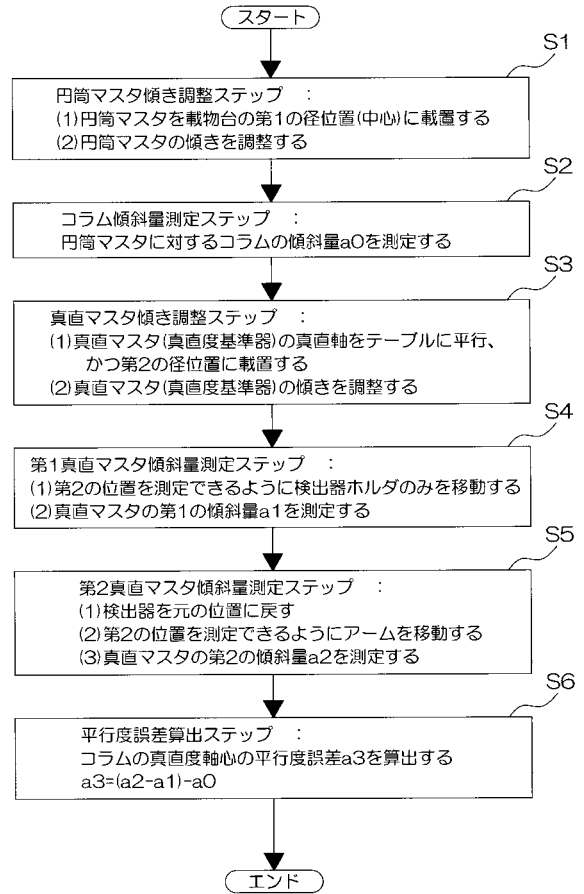 スタート
S1
円筒マスタ傾き調整ステップ　：
(1)円筒マスタを載物台の第1の径位置(中心)に載置する
(2)円筒マスタの傾きを調整する
S2
コラム傾斜量測定ステップ　：
円筒マスタに対するコラムの傾斜量a0を測定する
S3
真直マスタ傾き調整ステップ　：
(1)真直マスタ(真直度基準器)の真直軸をテーブルに平行、
かつ第2の径位置に載置する
(2)真直マスタ(真直度基準器)の傾きを調整する
S4
第1真直マスタ傾斜量測定ステップ　：
(1)第2の位置を測定できるように検出器ホルダのみを移動する
(2)真直マスタの第1の傾斜量a1を測定する
S5
第2真直マスタ傾斜量測定ステップ　：
(1)検出器を元の位置に戻す
(2)第2の位置を測定できるようにアームを移動する
(3)真直マスタの第2の傾斜量a2を測定する
S6
平行度誤差算出ステップ　：
コラムの真直度軸心の平行度誤差a3を算出する
a3=(a2-a1)-a0
エンド